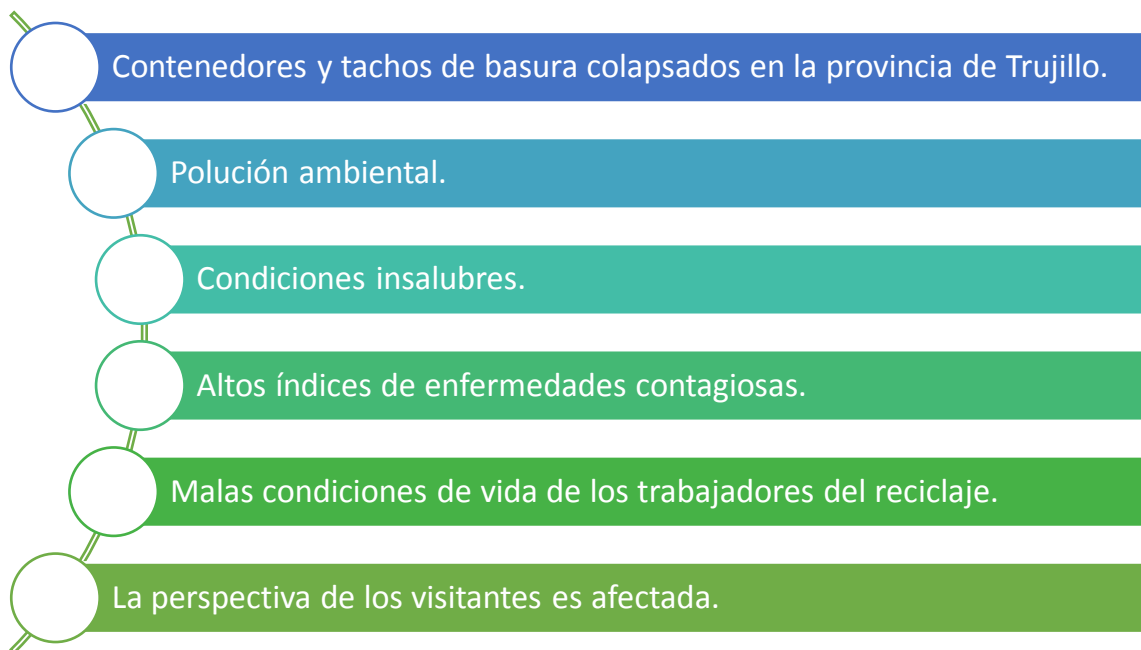 Contenedores y tachos de basura colapsados en la provincia de Trujillo.
Polución ambiental.
Condiciones insalubres.
Altos índices de enfermedades contagiosas.
Malas condiciones de vida de los trabajadores del reciclaje.
La perspectiva de los visitantes es afectada.